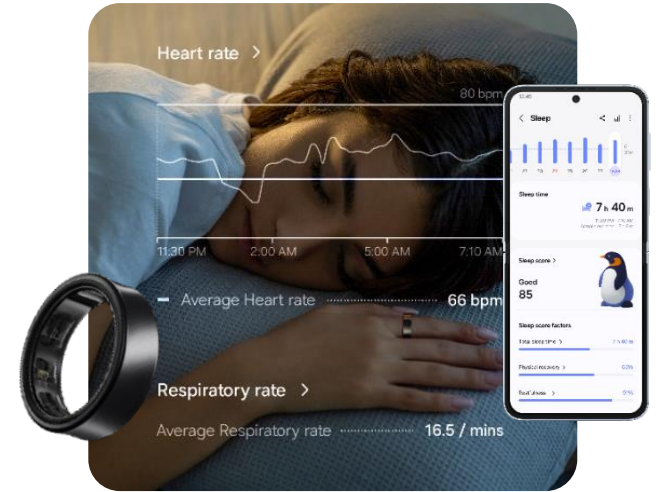 Heart rate >
80 bpm
11:30 PM 2:00 AM 5:00 AM 7:10 AM
Average Heart rate 66 bpm
Respiratory rate >
Average Respiratory rate 16.5 / mins
Sleep
Sleep time
7 h 40 m
Sleep score >
Good
85
Sleep score factors
Total sleep time >
Physical recovery >
Restfulness >